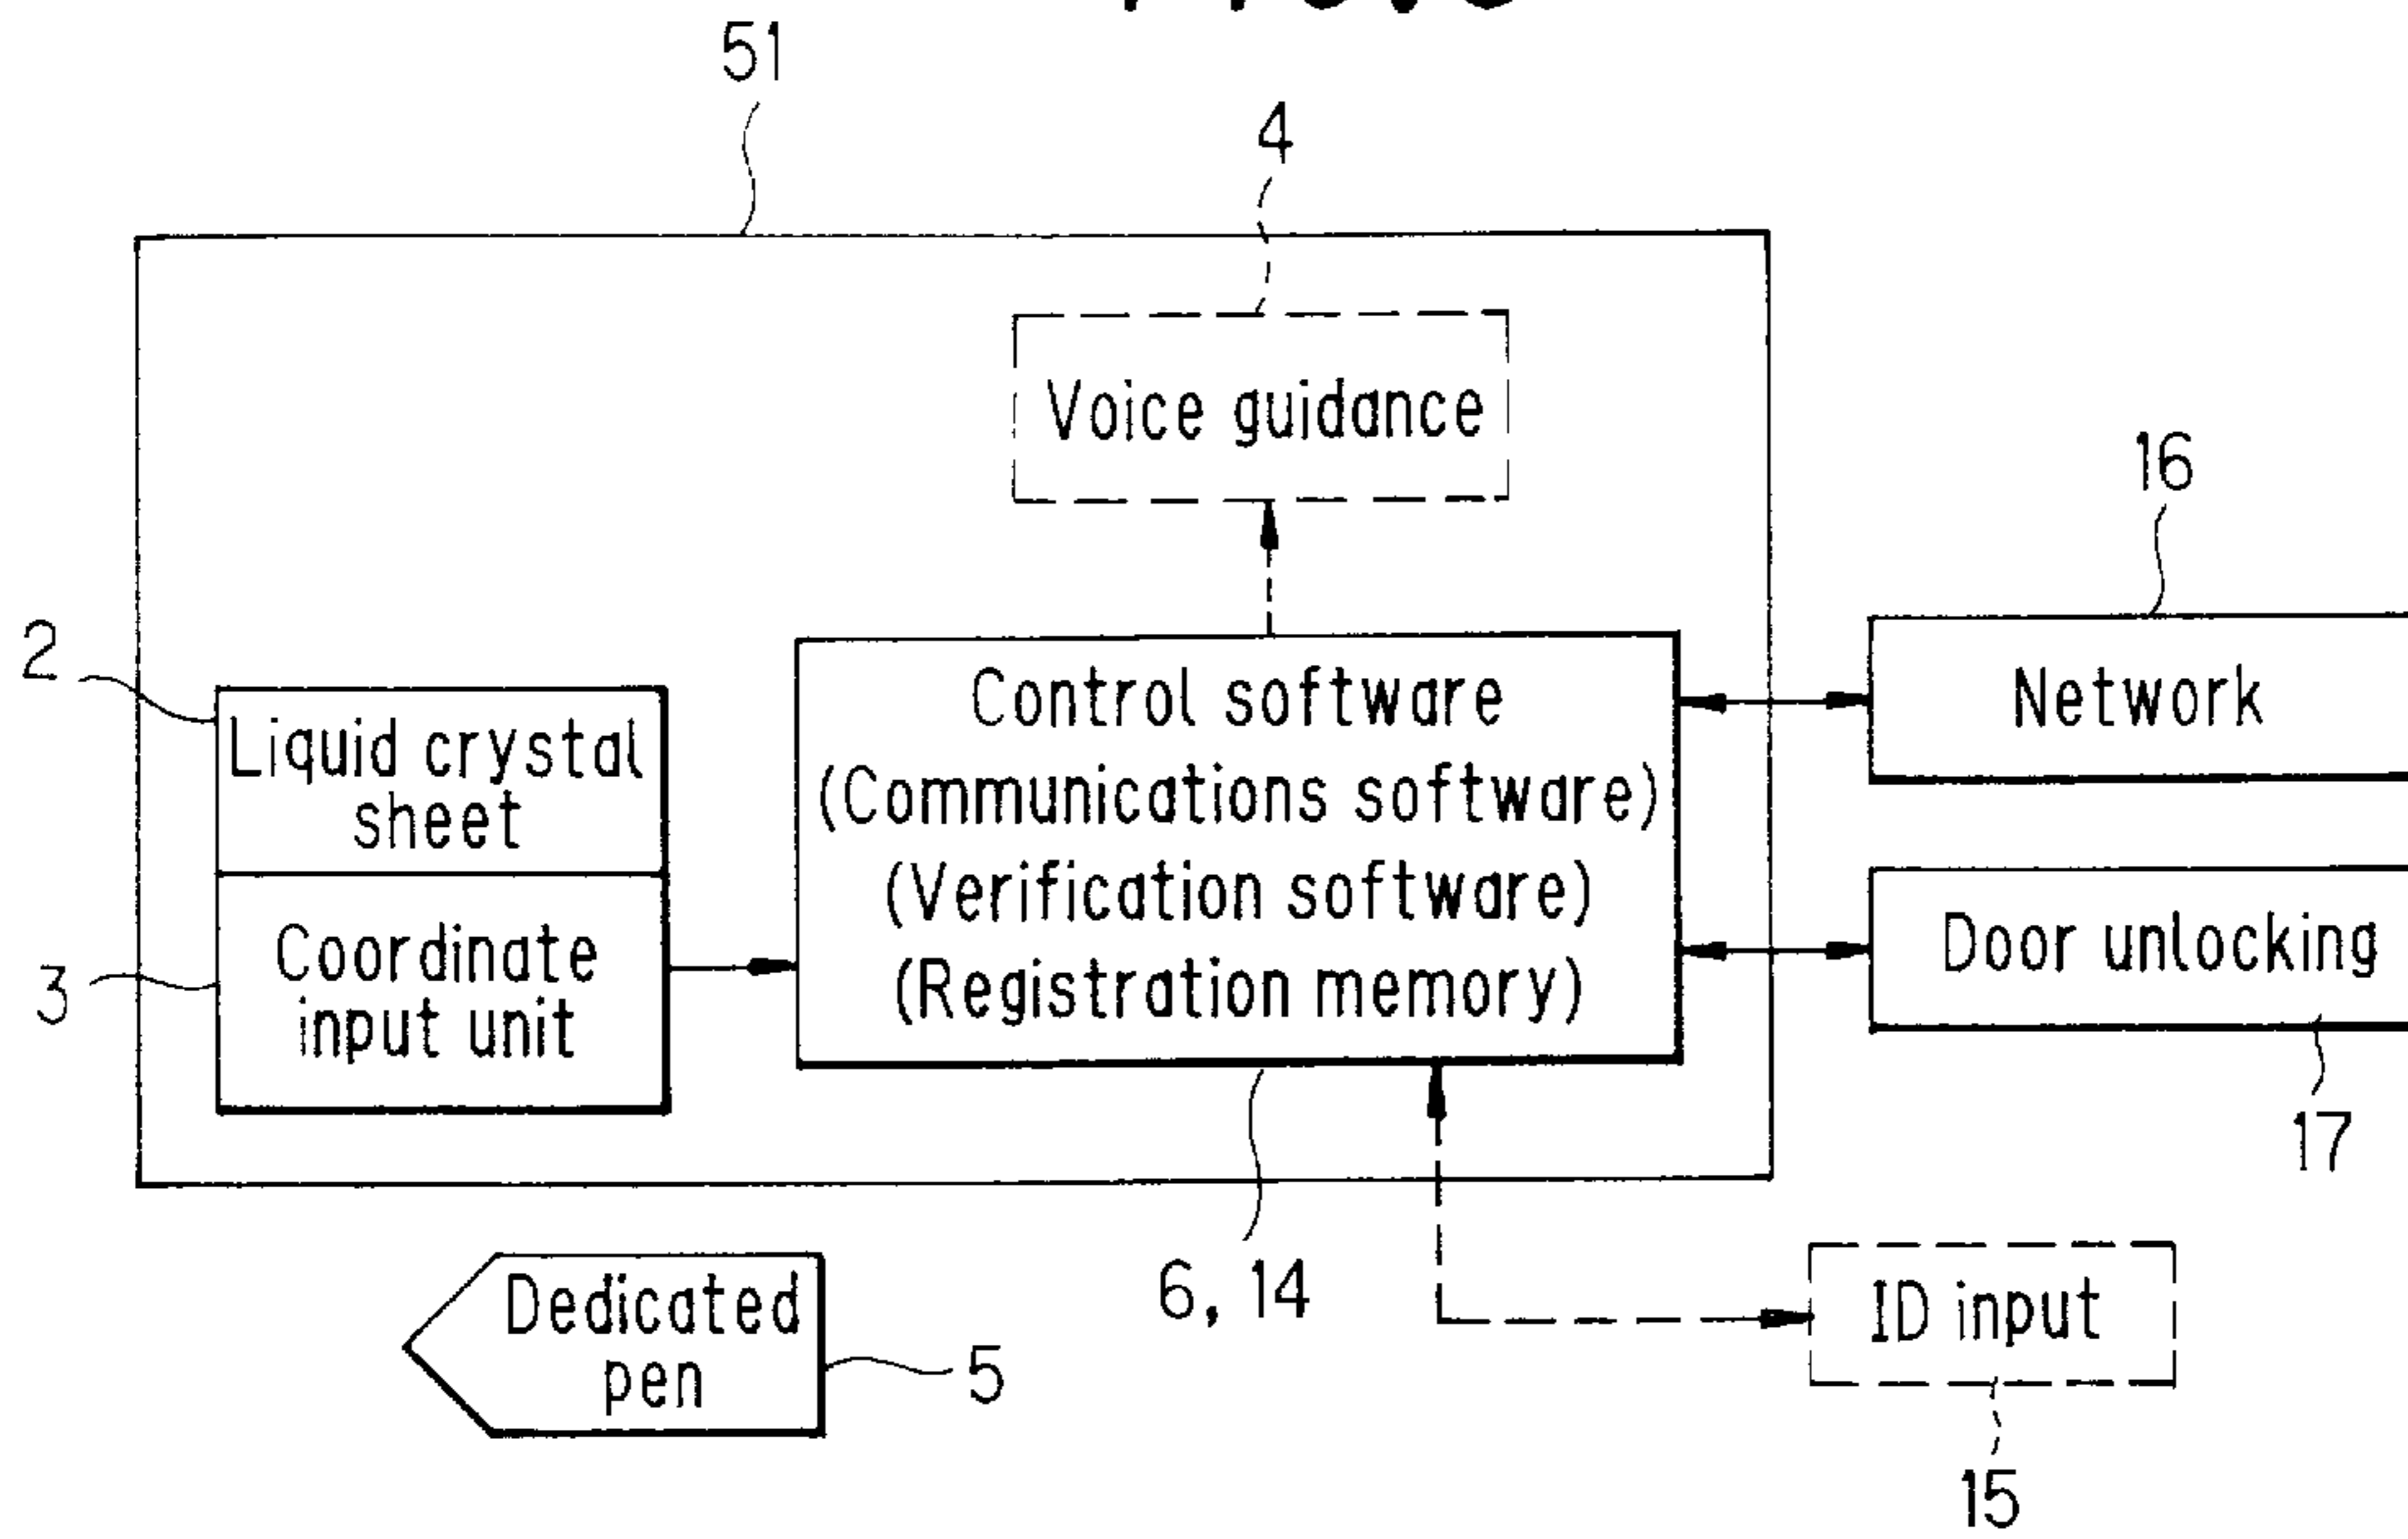 51
4
Voice guidance
16
2
Liquid crystal
sheet
Control software
(Communications software)
(Verification software)
(Registration memory)
Network
3
Coordinate
input unit
Door unlocking
17
6, 14
Dedicated
pen
5
ID input
15